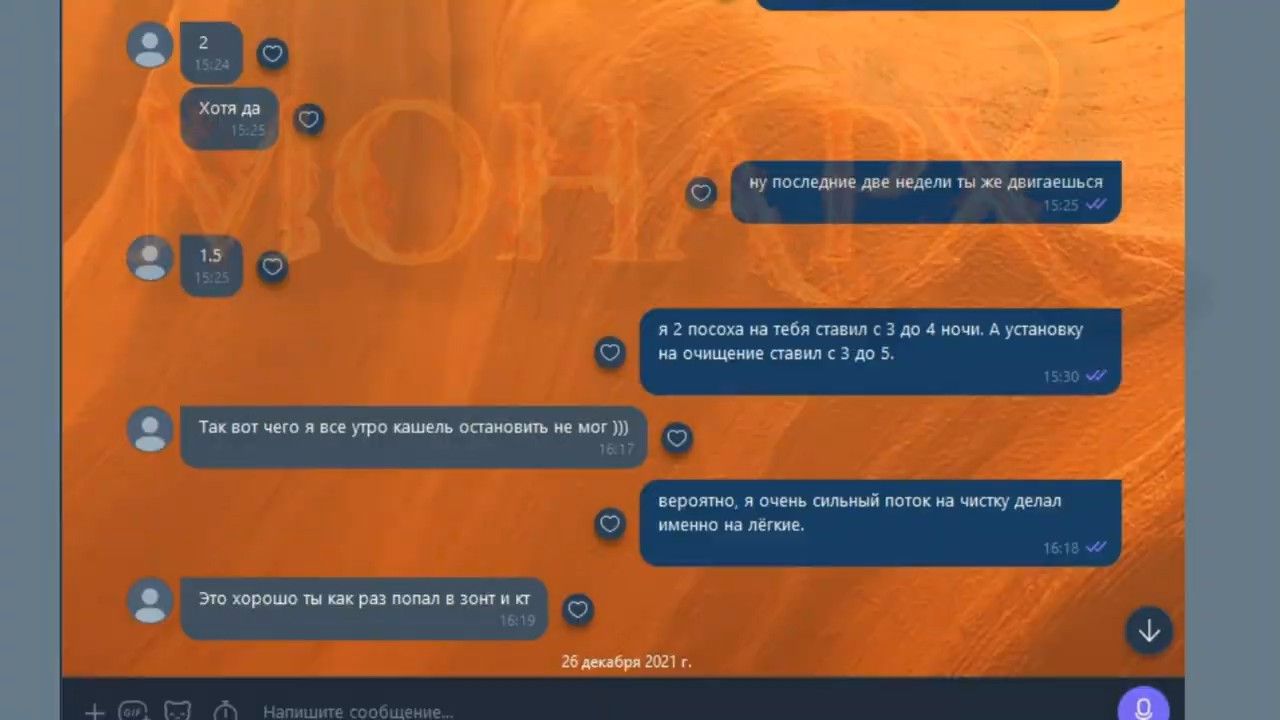 2
15:24
Хотя да
15:25
МОНАРХ
ну последние две недели ты же двигаешься
15:25
1.5
15:25
я 2 посоха на тебя ставил с 3 до 4 ночи. А установку
на очищение ставил с 3 до 5.
15:30
Так вот чего я все утро кашель остановить не мог )))
16:17
вероятно, я очень сильный поток на чистку делал
именно на лёгкие.
16:18
Это хорошо ты как раз попал в зонт и кт
16:19
26 декабря 2021 г.
GIF
Напишите сообщение...